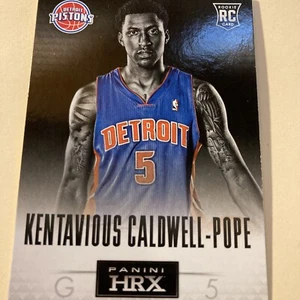 DETROIT
PISTONS
ROOKIE
RC
CARD
DETROIT
5
KENTAVIOUS CALDWELL-POPE
PANINI
HRX
G 5